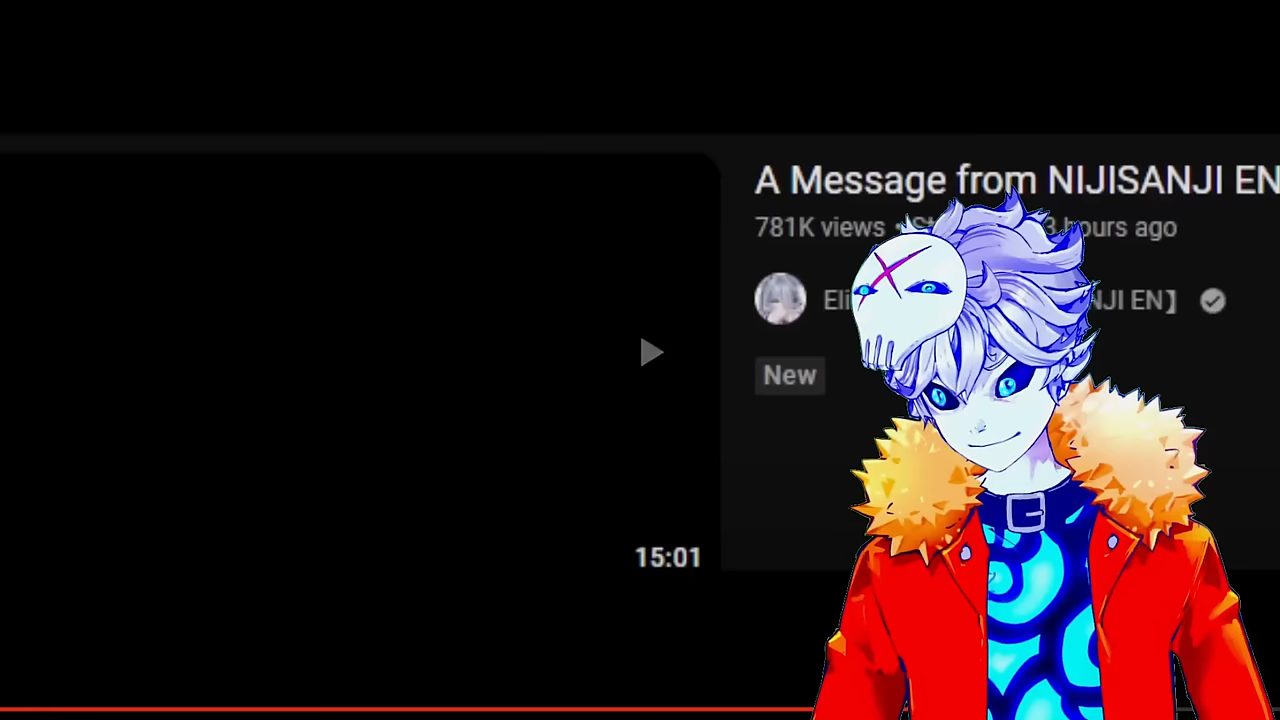 A Message from NIJISANJI EN
781K views • hours ago
NJI EN】
New
15:01